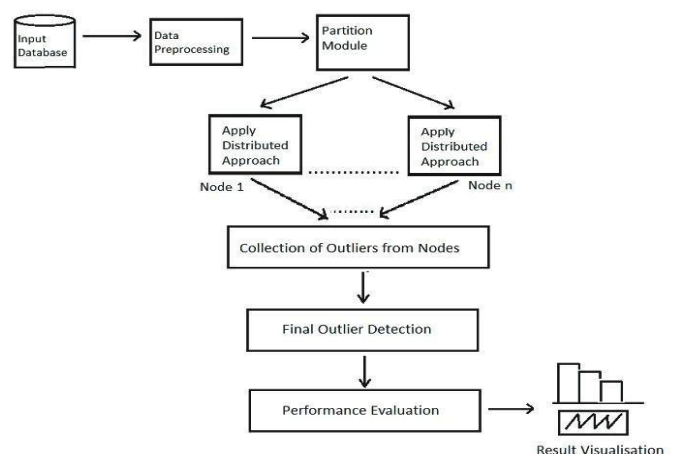 Input
Database
Data
Preprocessing
Partition
Module
Apply
Distributed
Approach
Apply
Distributed
Approach
Node 1
Node n
Collection of Outliers from Nodes
Final Outlier Detection
Performance Evaluation
Result Visualisation